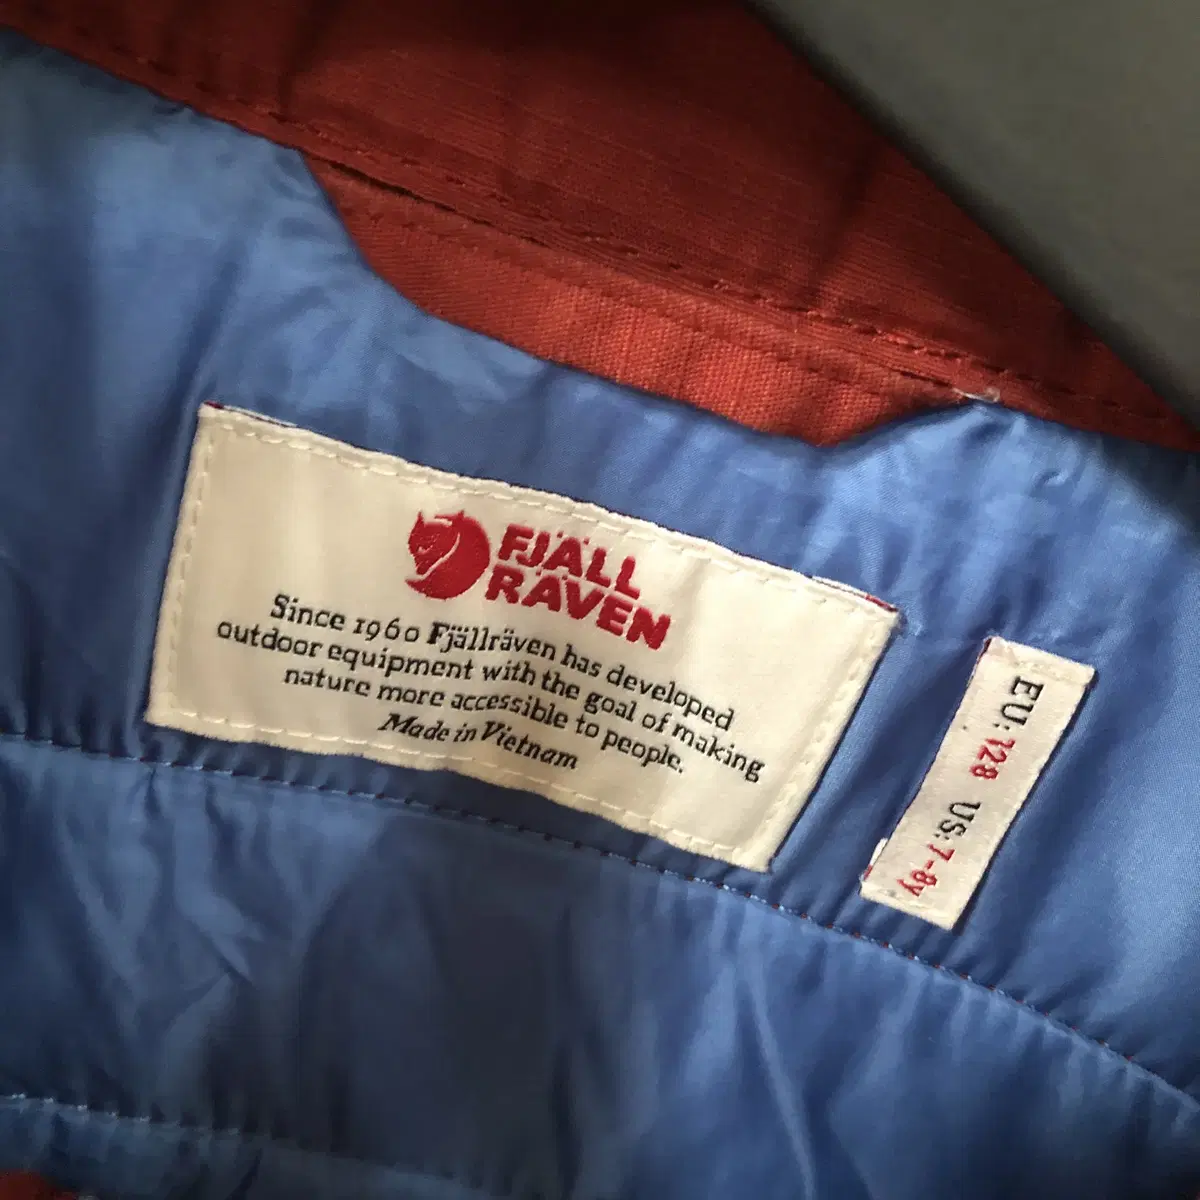 FJÄLL
RÄVEN
Since 1960 Fjällräven has developed
outdoor equipment with the goal of making
nature more accessible to people.
Made in Vietnam
EU: 128 US: 7-8y